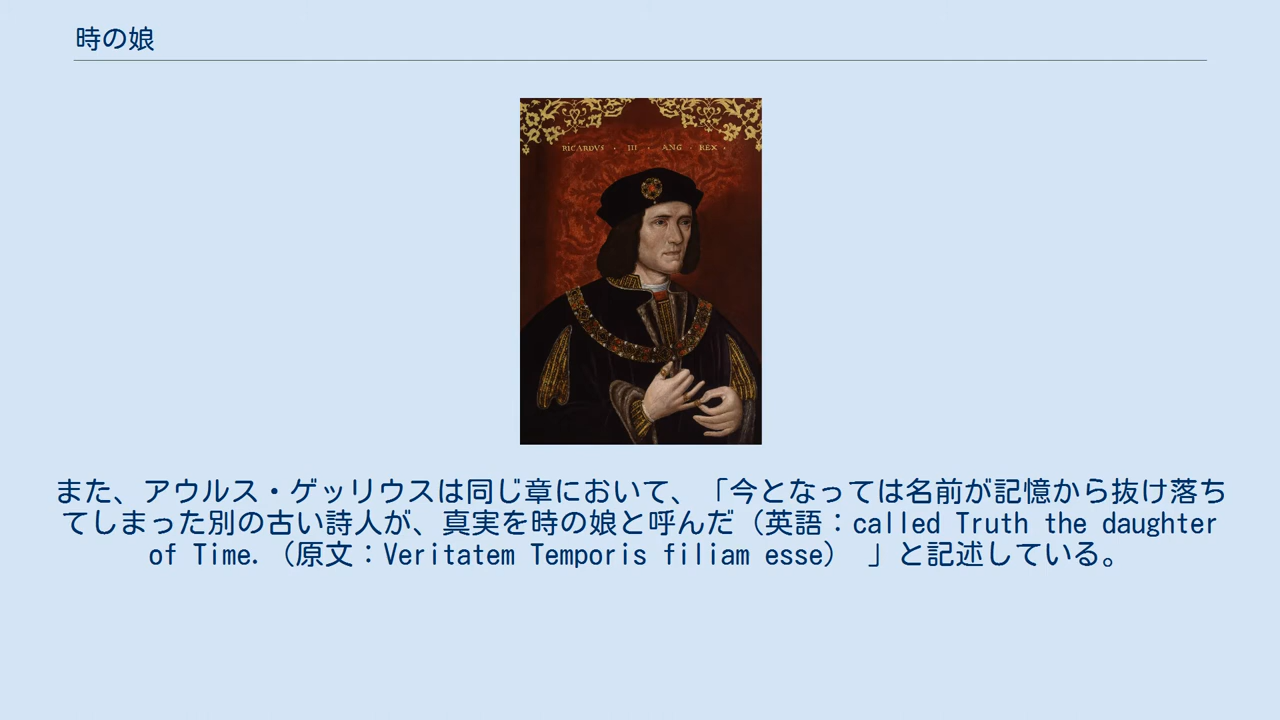 時の娘
RICARDVS · III · ANG · REX ·
また、アウルス・ゲッリウスは同じ章において、「今となっては名前が記憶から抜け落ち
てしまった別の古い詩人が、真実を時の娘と呼んだ（英語：called Truth the daughter
of Time.（原文：Veritatem Temporis filiam esse） 」と記述している。